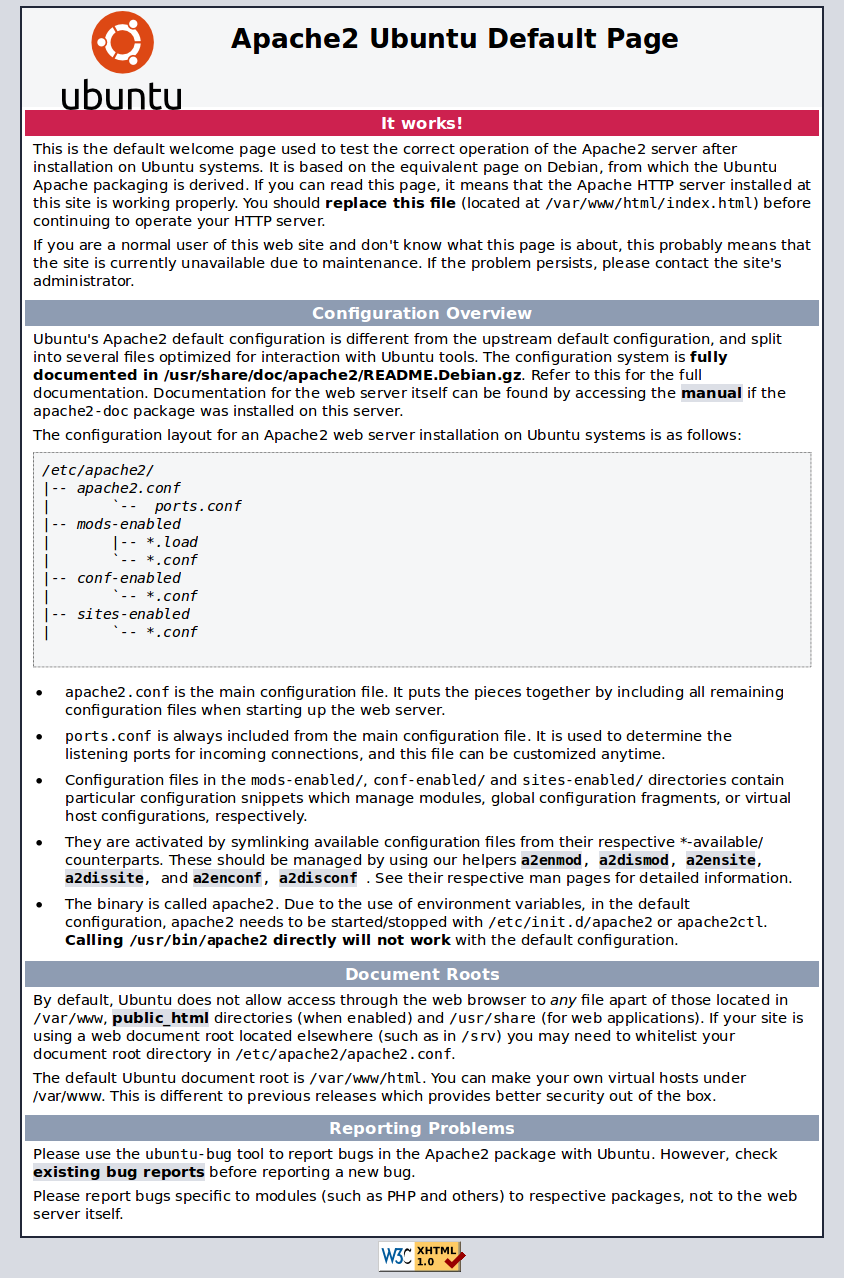 ubuntu
Apache2 Ubuntu Default Page
It works!
This is the default welcome page used to test the correct operation of the Apache2 server after
installation on Ubuntu systems. It is based on the equivalent page on Debian, from which the Ubuntu
Apache packaging is derived. If you can read this page, it means that the Apache HTTP server installed at
this site is working properly. You should replace this file (located at /var/www/html/index.html) before
continuing to operate your HTTP server.
If you are a normal user of this web site and don't know what this page is about, this probably means that
the site is currently unavailable due to maintenance. If the problem persists, please contact the site's
administrator.
Configuration Overview
Ubuntu's Apache2 default configuration is different from the upstream default configuration, and split
into several files optimized for interaction with Ubuntu tools. The configuration system is fully
documented in /usr/share/doc/apache2/README.Debian.gz. Refer to this for the full
documentation. Documentation for the web server itself can be found by accessing the manual if the
apache2-doc package was installed on this server.
The configuration layout for an Apache2 web server installation on Ubuntu systems is as follows:
/etc/apache2/
|-- apache2.conf
|       `--  ports.conf
|-- mods-enabled
|       |-- *.load
|       `-- *.conf
|-- conf-enabled
|       `-- *.conf
|-- sites-enabled
|       `-- *.conf
• apache2.conf is the main configuration file. It puts the pieces together by including all remaining
configuration files when starting up the web server.
• ports.conf is always included from the main configuration file. It is used to determine the
listening ports for incoming connections, and this file can be customized anytime.
• Configuration files in the mods-enabled/, conf-enabled/ and sites-enabled/ directories contain
particular configuration snippets which manage modules, global configuration fragments, or virtual
host configurations, respectively.
• They are activated by symlinking available configuration files from their respective *-available/
counterparts. These should be managed by using our helpers a2enmod, a2dismod, a2ensite,
a2dissite, and a2enconf, a2disconf . See their respective man pages for detailed information.
• The binary is called apache2. Due to the use of environment variables, in the default
configuration, apache2 needs to be started/stopped with /etc/init.d/apache2 or apache2ctl.
Calling /usr/bin/apache2 directly will not work with the default configuration.
Document Roots
By default, Ubuntu does not allow access through the web browser to any file apart of those located in
/var/www, public_html directories (when enabled) and /usr/share (for web applications). If your site is
using a web document root located elsewhere (such as in /srv) you may need to whitelist your
document root directory in /etc/apache2/apache2.conf.
The default Ubuntu document root is /var/www/html. You can make your own virtual hosts under
/var/www. This is different to previous releases which provides better security out of the box.
Reporting Problems
Please use the ubuntu-bug tool to report bugs in the Apache2 package with Ubuntu. However, check
existing bug reports before reporting a new bug.
Please report bugs specific to modules (such as PHP and others) to respective packages, not to the web
server itself.
W3C XHTML
1.0